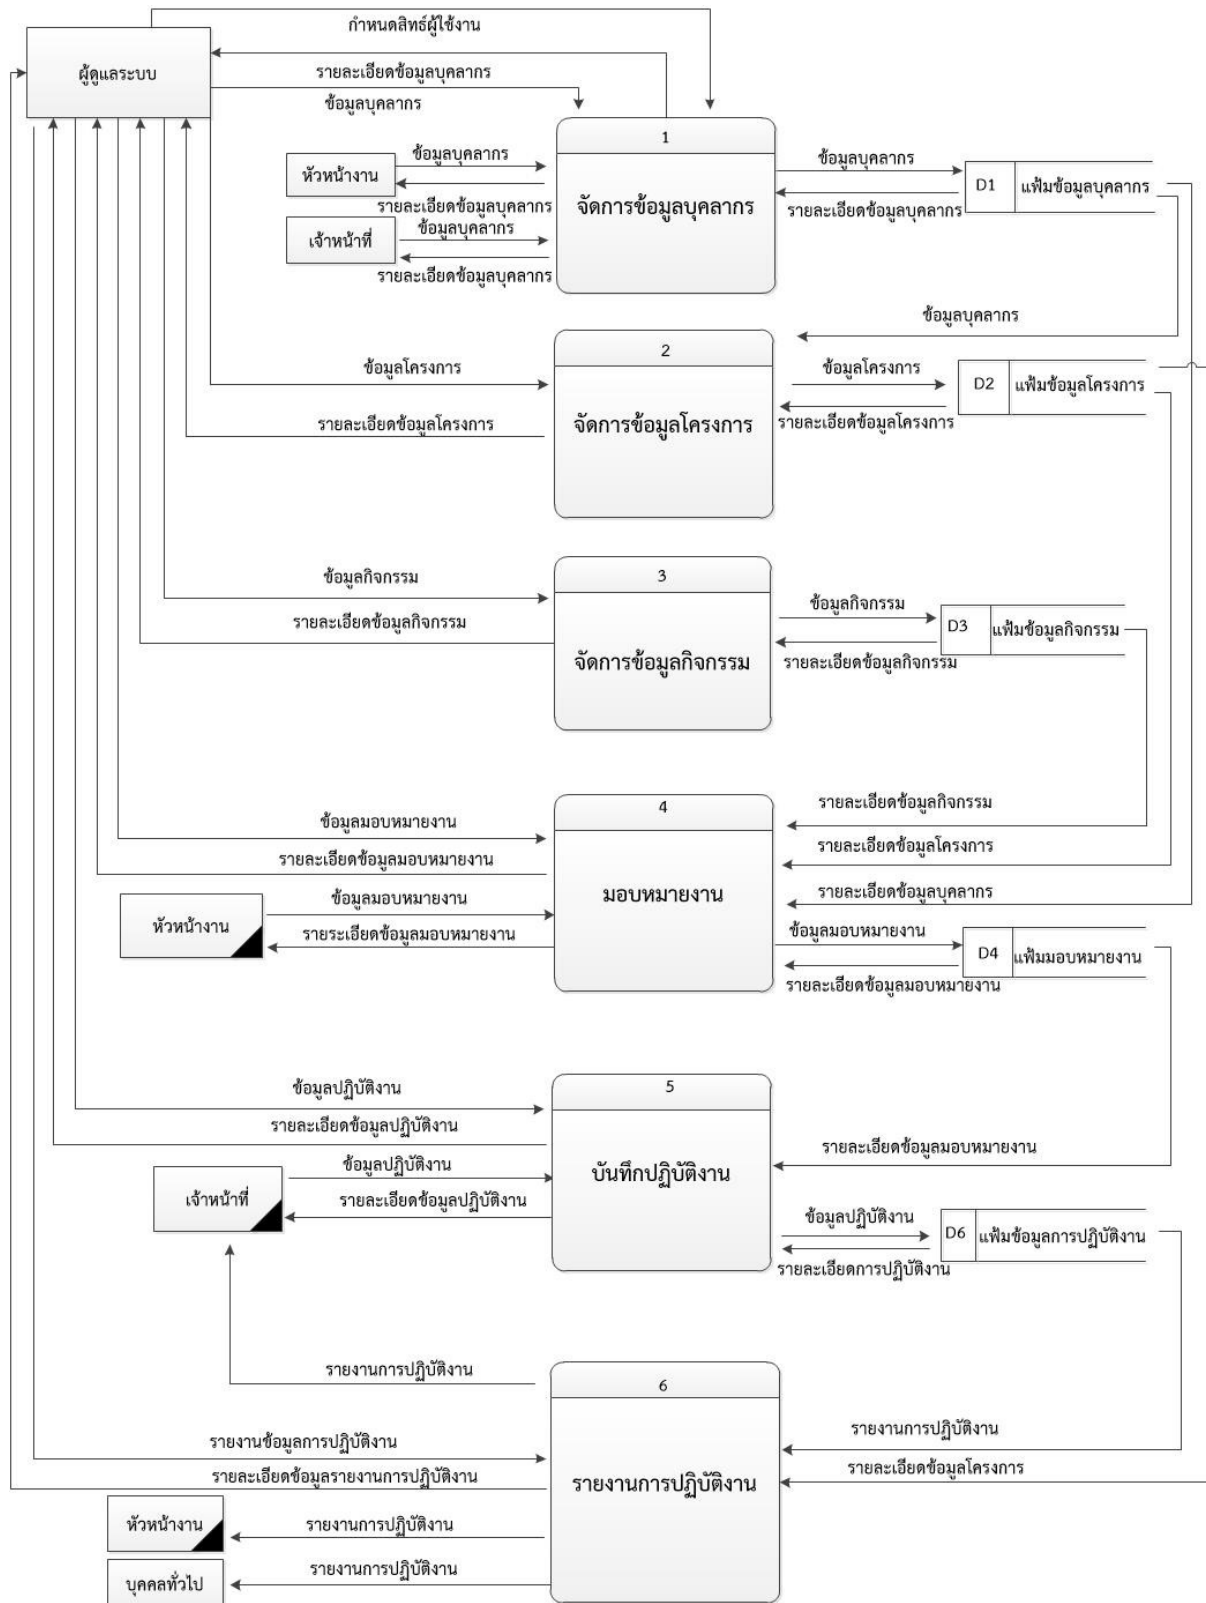 กำหนดสิทธ์ผู้ใช้งาน
ผู้ดูแลระบบ
รายละเอียดข้อมูลบุคลากร
ข้อมูลบุคลากร
1
จัดการข้อมูลบุคลากร
หัวหน้างาน
ข้อมูลบุคลากร
รายละเอียดข้อมูลบุคลากร
เจ้าหน้าที่
ข้อมูลบุคลากร
รายละเอียดข้อมูลบุคลากร
ข้อมูลบุคลากร
รายละเอียดข้อมูลบุคลากร
D1
แฟ้มข้อมูลบุคลากร
ข้อมูลบุคลากร
2
จัดการข้อมูลโครงการ
ข้อมูลโครงการ
รายละเอียดข้อมูลโครงการ
ข้อมูลโครงการ
รายละเอียดข้อมูลโครงการ
D2
แฟ้มข้อมูลโครงการ
3
จัดการข้อมูลกิจกรรม
ข้อมูลกิจกรรม
รายละเอียดข้อมูลกิจกรรม
ข้อมูลกิจกรรม
รายละเอียดข้อมูลกิจกรรม
D3
แฟ้มข้อมูลกิจกรรม
4
มอบหมายงาน
ข้อมูลมอบหมายงาน
รายละเอียดข้อมูลมอบหมายงาน
หัวหน้างาน
ข้อมูลมอบหมายงาน
รายระเอียดข้อมูลมอบหมายงาน
รายละเอียดข้อมูลกิจกรรม
รายละเอียดข้อมูลโครงการ
รายละเอียดข้อมูลบุคลากร
ข้อมูลมอบหมายงาน
รายละเอียดข้อมูลมอบหมายงาน
D4
แฟ้มมอบหมายงาน
5
บันทึกปฏิบัติงาน
ข้อมูลปฏิบัติงาน
รายละเอียดข้อมูลปฏิบัติงาน
เจ้าหน้าที่
ข้อมูลปฏิบัติงาน
รายละเอียดข้อมูลปฏิบัติงาน
รายละเอียดข้อมูลมอบหมายงาน
ข้อมูลปฏิบัติงาน
รายละเอียดการปฏิบัติงาน
D6
แฟ้มข้อมูลการปฏิบัติงาน
6
รายงานการปฏิบัติงาน
รายงานการปฏิบัติงาน
รายงานข้อมูลการปฏิบัติงาน
รายละเอียดข้อมูลรายงานการปฏิบัติงาน
รายงานการปฏิบัติงาน
รายละเอียดข้อมูลโครงการ
หัวหน้างาน
รายงานการปฏิบัติงาน
บุคคลทั่วไป
รายงานการปฏิบัติงาน